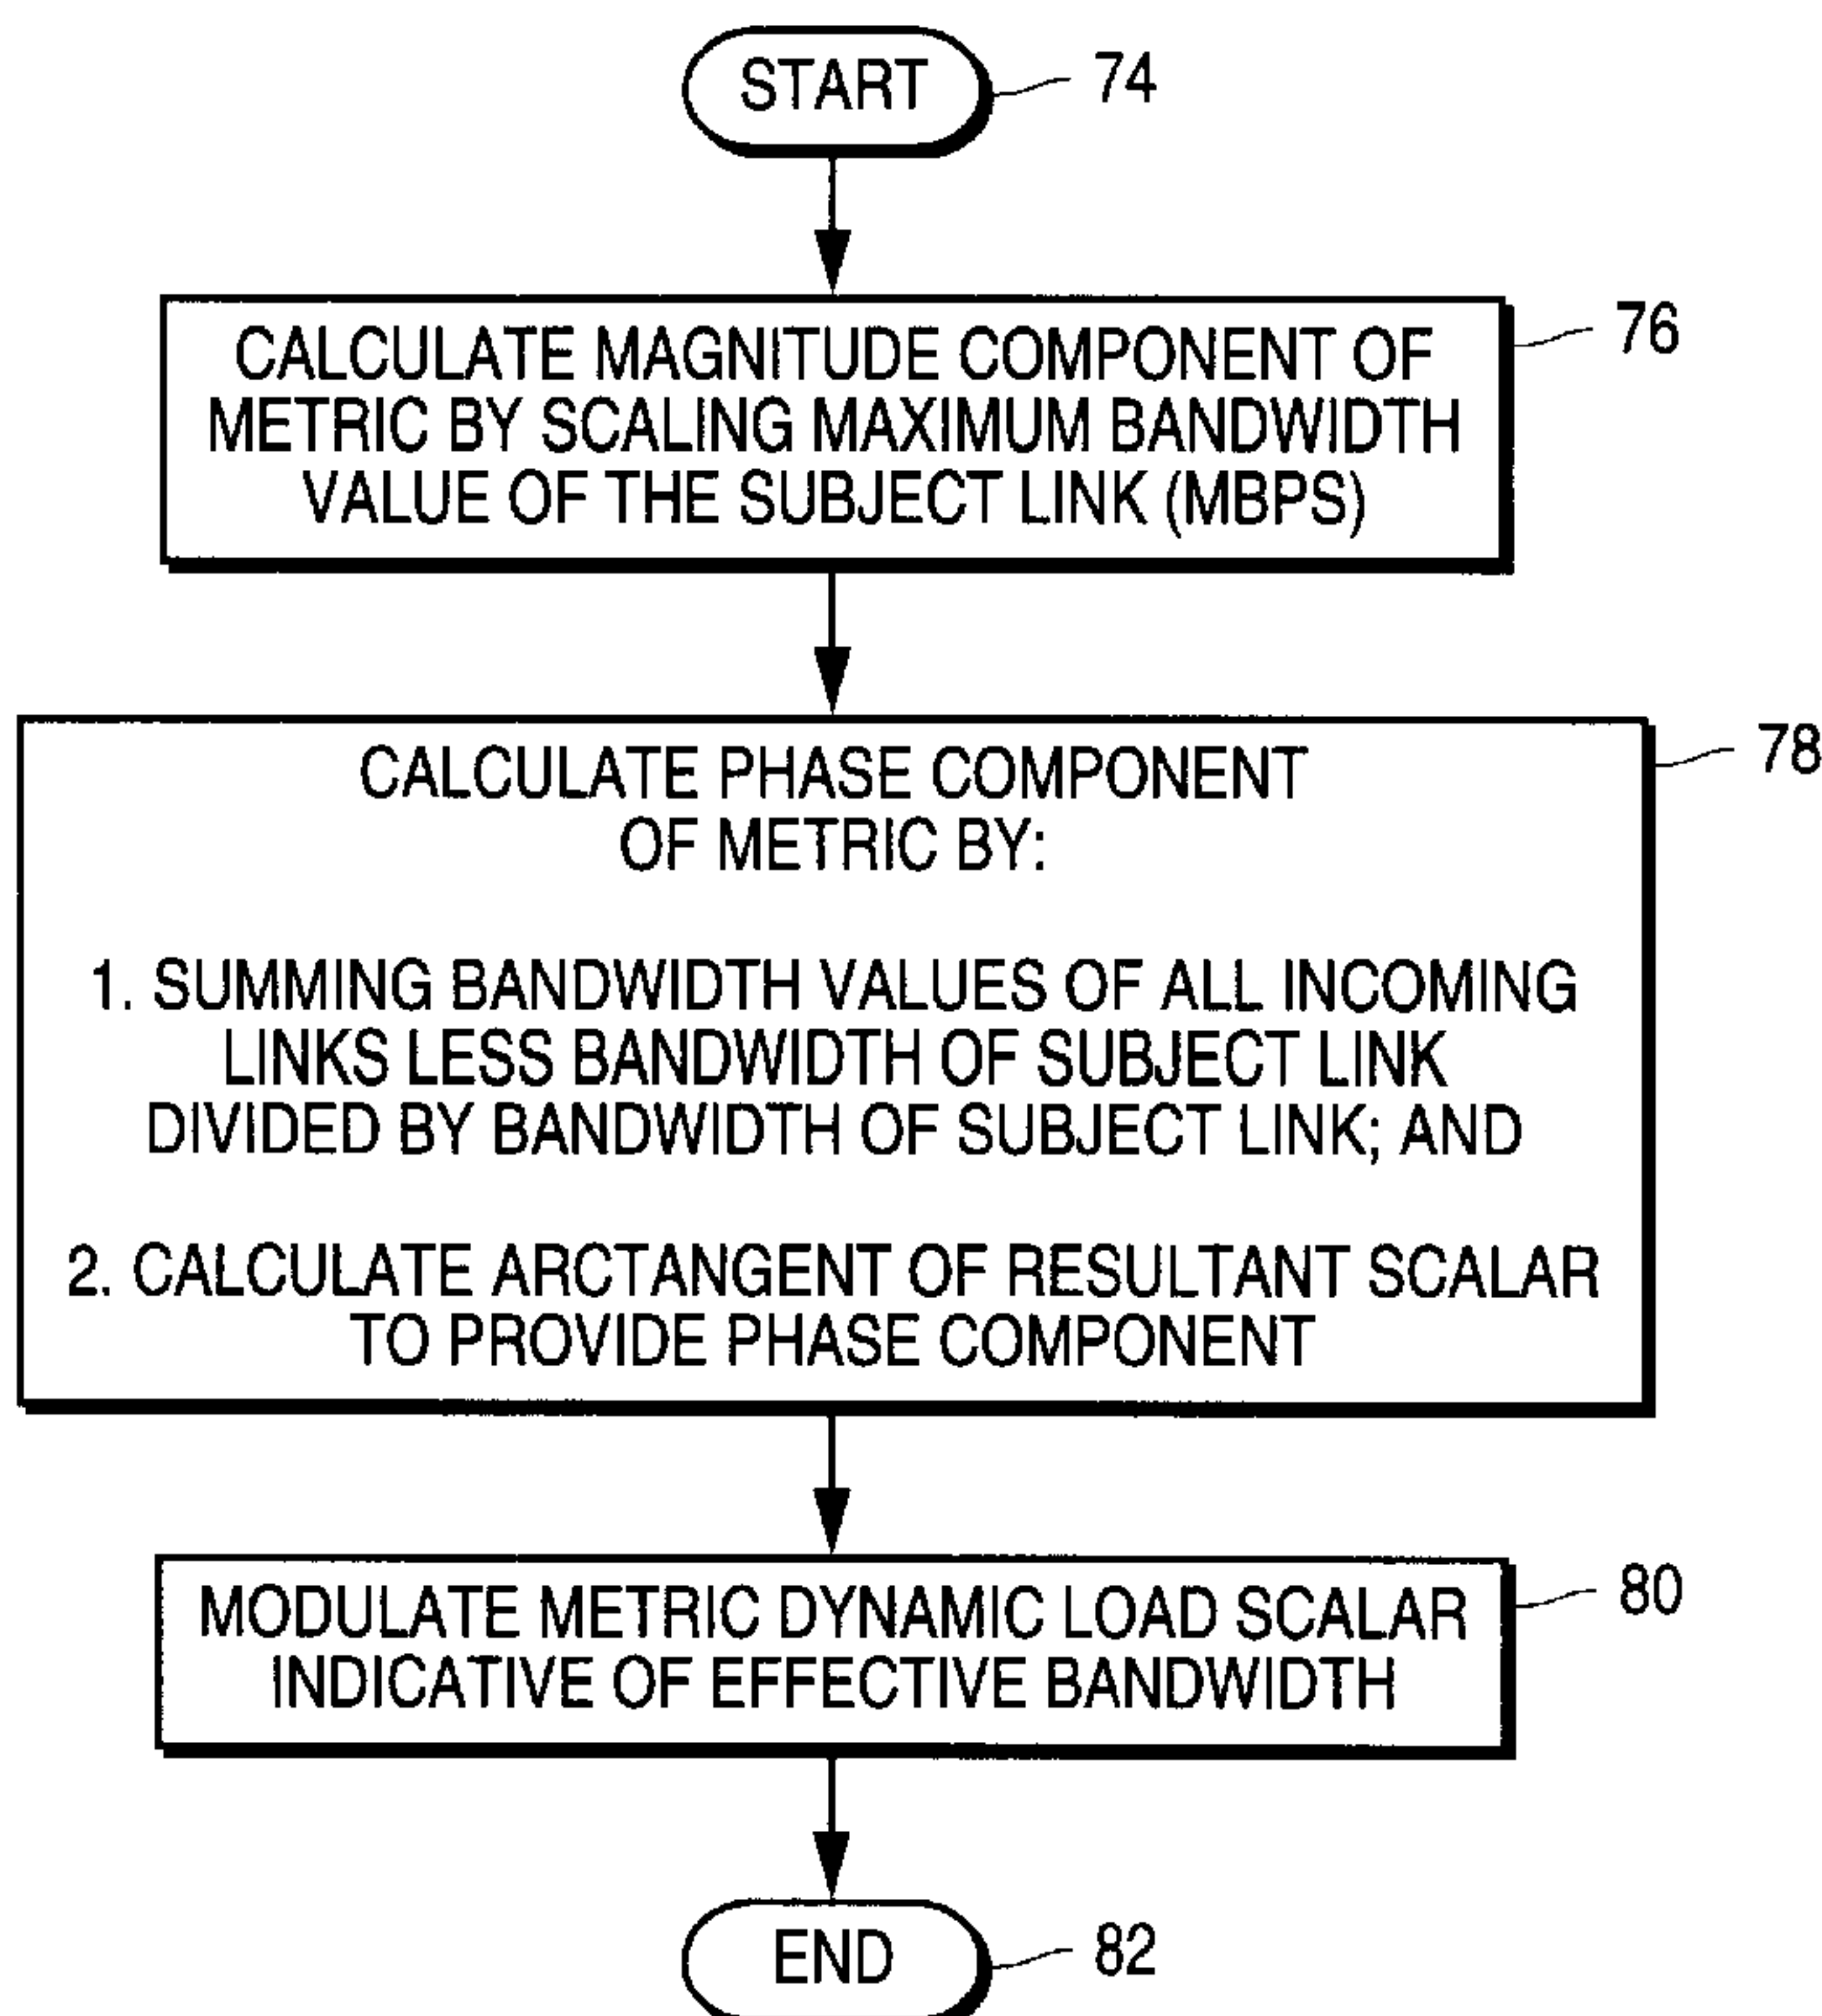 START
74
CALCULATE MAGNITUDE COMPONENT OF
METRIC BY SCALING MAXIMUM BANDWIDTH
VALUE OF THE SUBJECT LINK (MBPS)
76
CALCULATE PHASE COMPONENT
OF METRIC BY:
78
1. SUMMING BANDWIDTH VALUES OF ALL INCOMING
LINKS LESS BANDWIDTH OF SUBJECT LINK
DIVIDED BY BANDWIDTH OF SUBJECT LINK; AND
2. CALCULATE ARCTANGENT OF RESULTANT SCALAR
TO PROVIDE PHASE COMPONENT
MODULATE METRIC DYNAMIC LOAD SCALAR
INDICATIVE OF EFFECTIVE BANDWIDTH
80
END
82